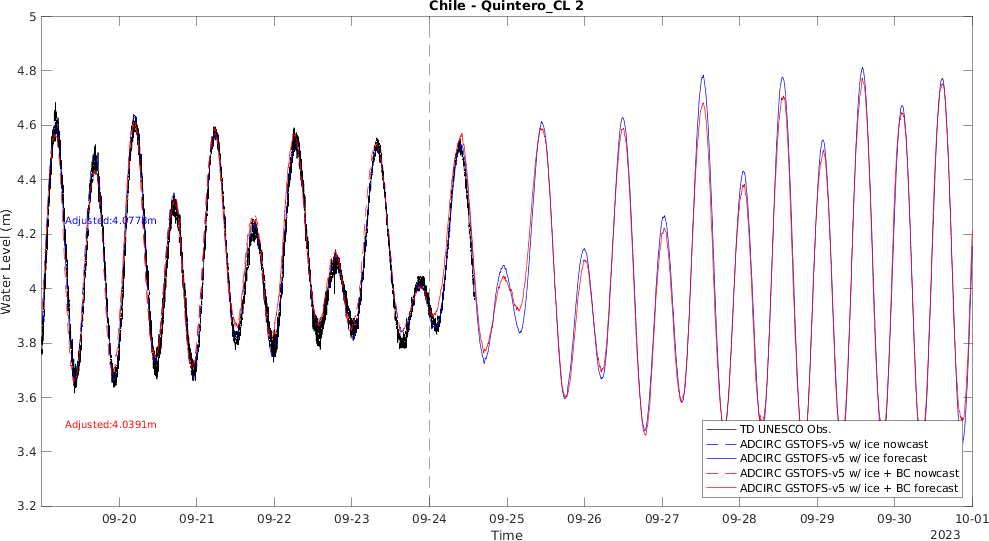 Chile - Quintero_CL 2
5
4.8
4.6
4.4
4.2
4
3.8
3.6
3.4
3.2
Water Level (m)
Adjusted:4.0778m
Adjusted:4.0391m
TD UNESCO Obs.
ADCIRC GSTOFS-v5 w/ ice nowcast
ADCIRC GSTOFS-v5 w/ ice forecast
ADCIRC GSTOFS-v5 w/ ice + BC nowcast
ADCIRC GSTOFS-v5 w/ ice + BC forecast
09-20 09-21 09-22 09-23 09-24 09-25 09-26 09-27 09-28 09-29 09-30 10-01
Time
2023